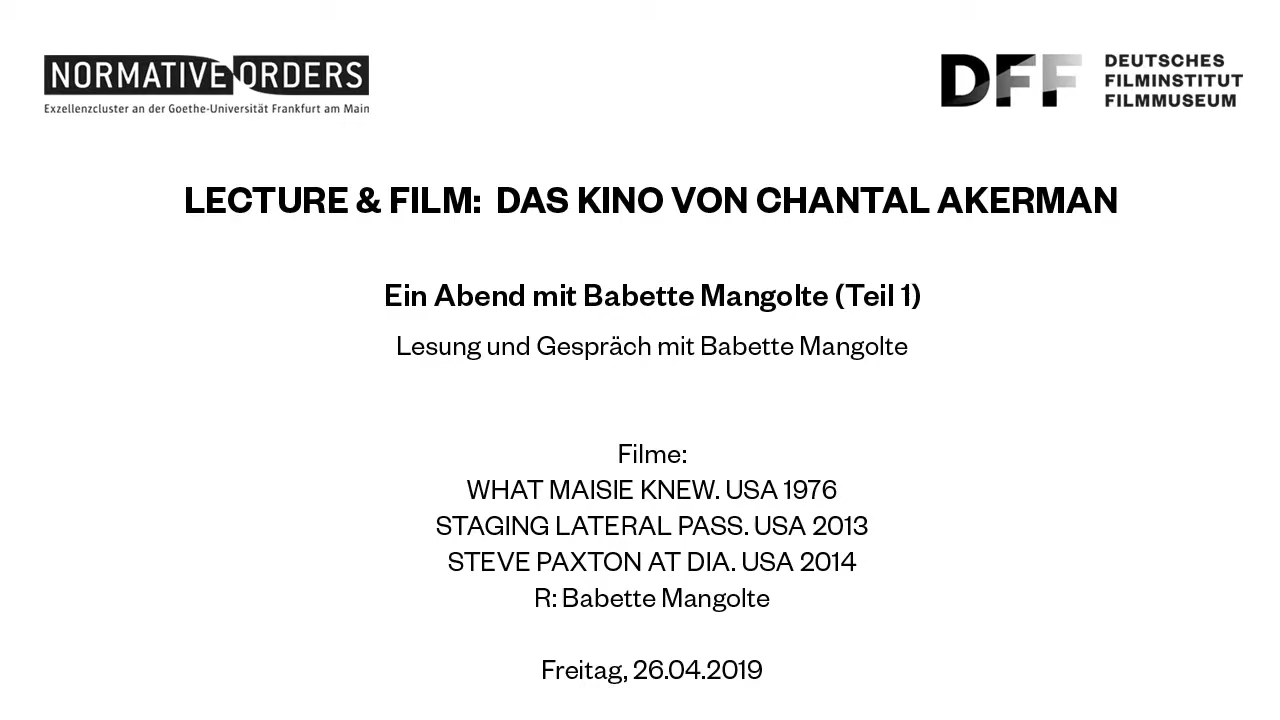 NORMATIVE ORDERS
Exzellenzcluster an der Goethe-Universität Frankfurt am Main
DFF
DEUTSCHES
FILMINSTITUT
FILMMUSEUM
LECTURE & FILM: DAS KINO VON CHANTAL AKERMAN
Ein Abend mit Babette Mangolte (Teil 1)
Lesung und Gespräch mit Babette Mangolte
Filme:
WHAT MAISIE KNEW. USA 1976
STAGING LATERAL PASS. USA 2013
STEVE PAXTON AT DIA. USA 2014
R: Babette Mangolte
Freitag, 26.04.2019